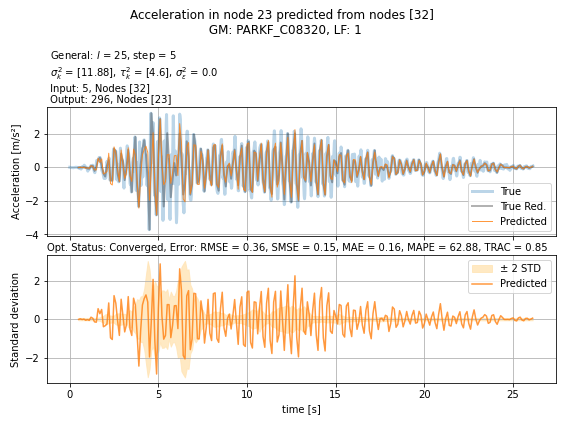 Acceleration in node 23 predicted from nodes [32]
GM: PARKF_C08320, LF: 1
General: l = 25, step = 5
σ²ₖ = [11.88], τ²ₖ = [4.6], σ²ε = 0.0
Input: 5, Nodes [32]
Output: 296, Nodes [23]
Acceleration [m/s²]
2
0
−2
−4
True
True Red.
Predicted
Opt. Status: Converged, Error: RMSE = 0.36, SMSE = 0.15, MAE = 0.16, MAPE = 62.88, TRAC = 0.85
Standard deviation
2
0
−2
± 2 STD
Predicted
0 5 10 15 20 25
time [s]